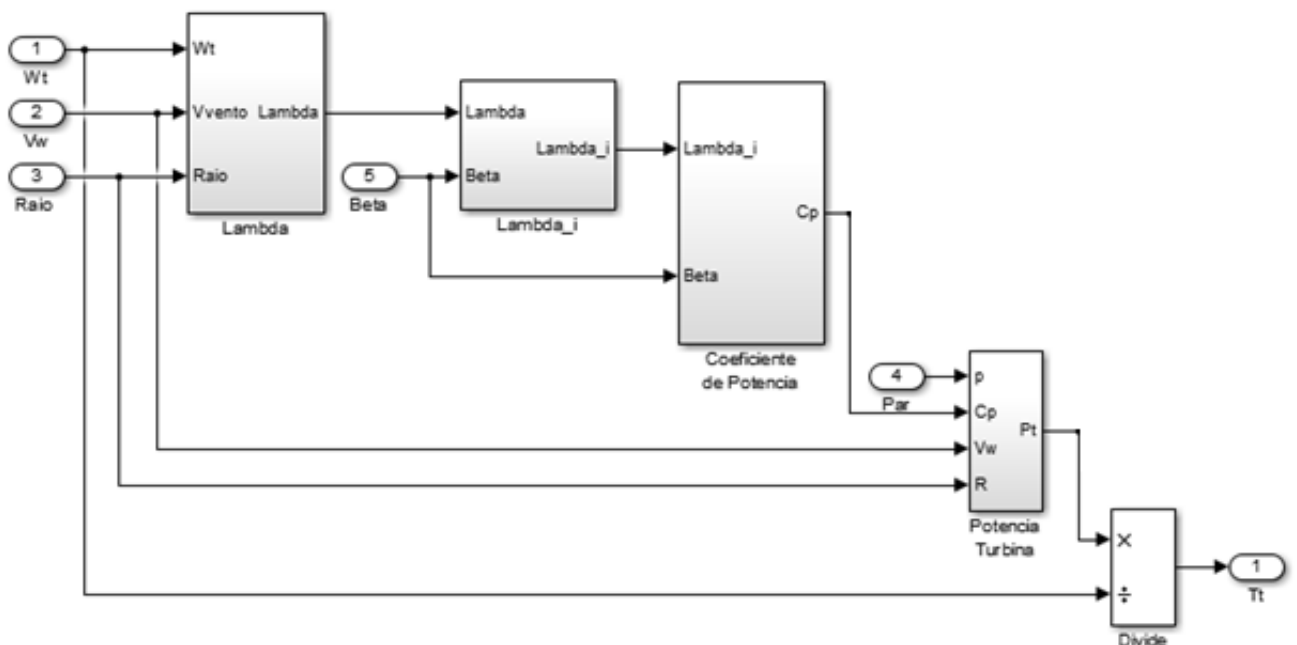 1
Wt
2
Vw
3
Raio
Wt
Vvento
Lambda
Raio
Lambda
5
Beta
Lambda
Lambda_i
Beta
Lambda_i
Lambda_i
Cp
Beta
Coeficiente
de Potencia
4
Par
p
Cp
Pt
Vw
R
Potencia
Turbina
×
÷
Divide
1
Tt